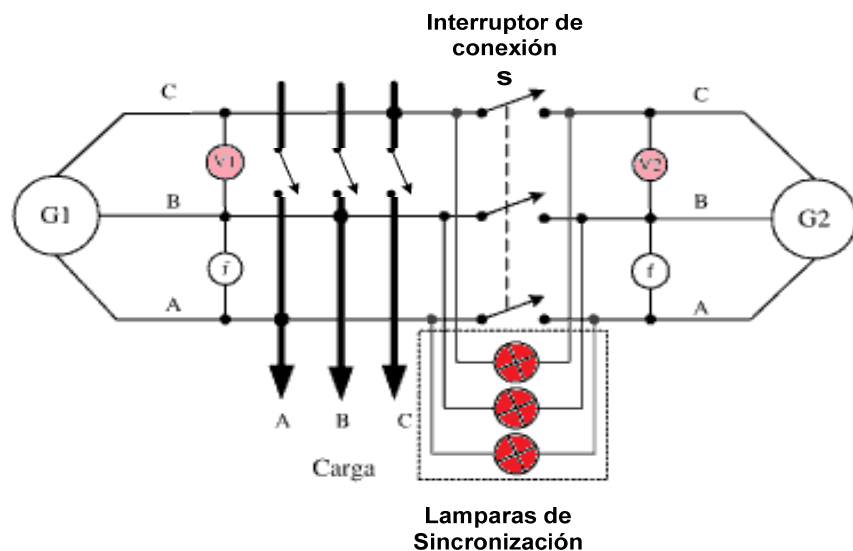 Interruptor de
conexión
S
C
C
V1
V2
B
B
G1
G2
f
f
A
A
A
B
C
Carga
Lamparas de
Sincronización